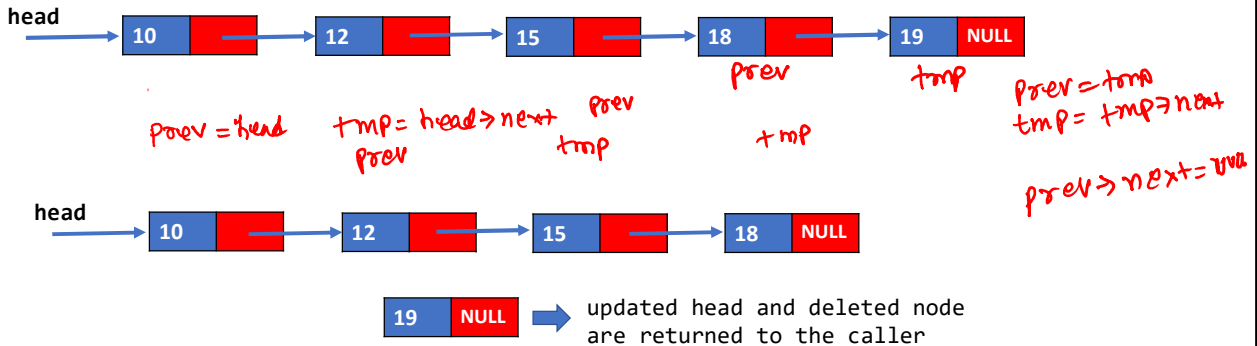 head
10
12
15
18
19 NULL
prev
tmp
prev = tmp
tmp = tmp→next
prev = head
tmp = head→next
prev
prev
tmp
tmp
prev→next =
head
10
12
15
18 NULL
19 NULL
updated head and deleted node
are returned to the caller